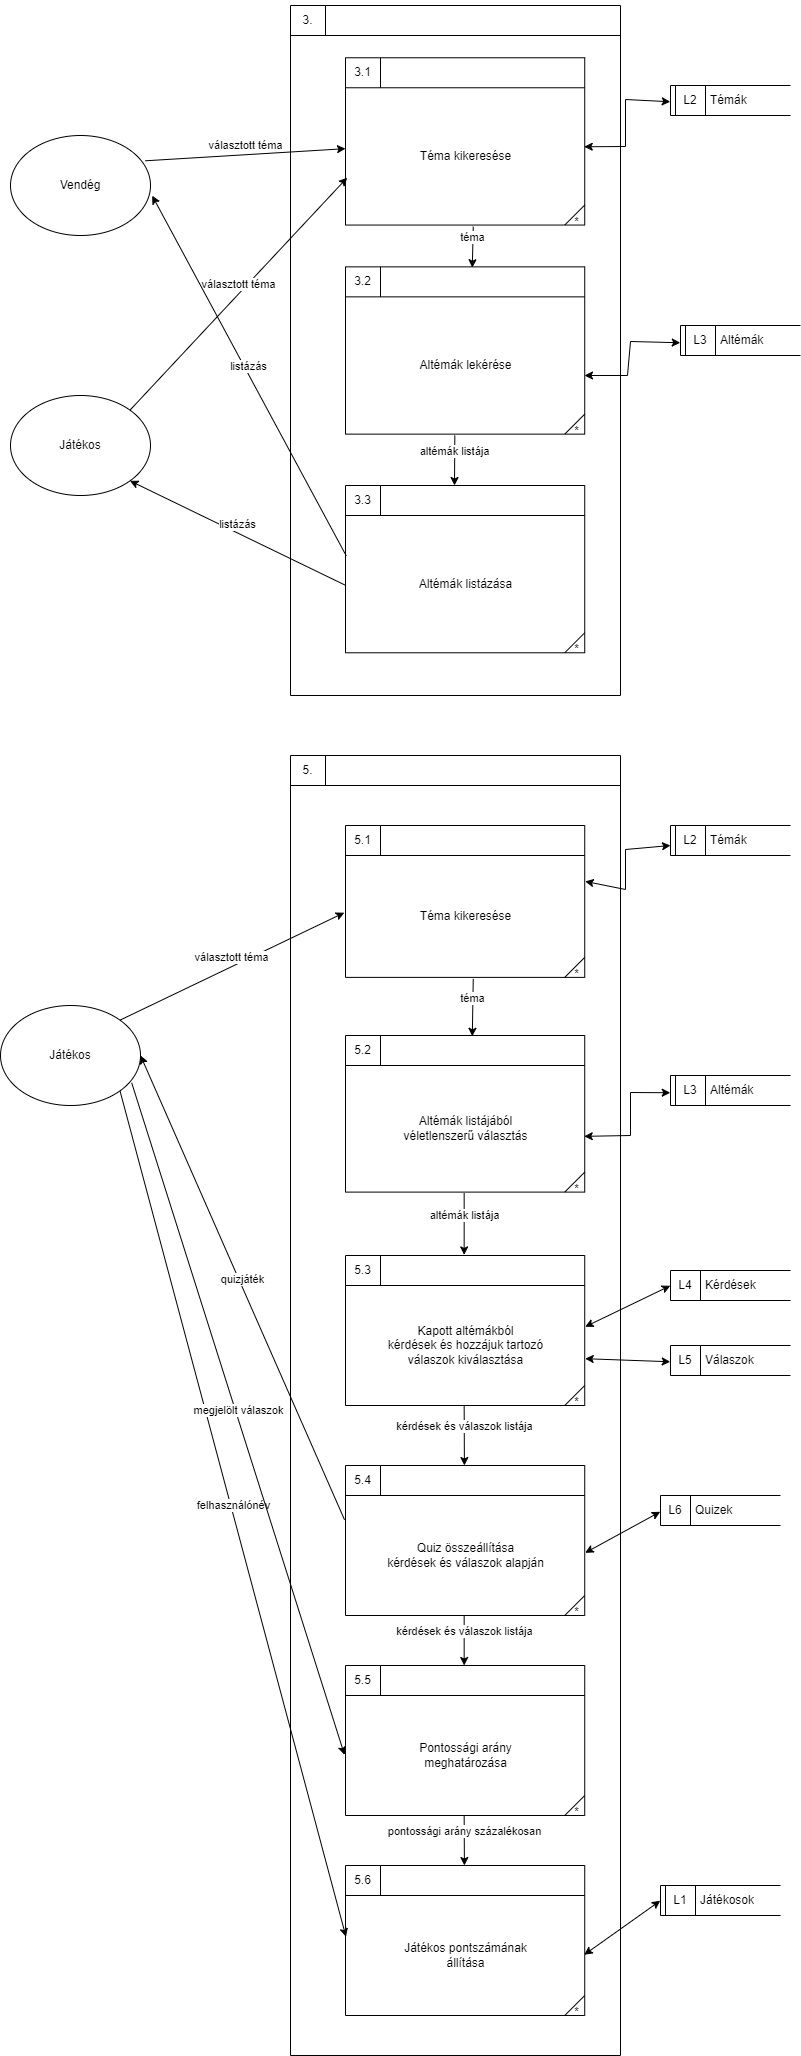 3.
3.1
L2 Témák
választott téma
Téma kikeresése
Vendég
*
téma
3.2
választott téma
L3 Altémák
listázás
Altémák lekérése
*
Játékos
altémák listája
3.3
listázás
Altémák listázása
*
5.
5.1
L2 Témák
Téma kikeresése
választott téma
*
téma
5.2
Játékos
L3 Altémák
Altémák listájából
véletlenszerű választás
*
altémák listája
5.3
quizjáték
L4 Kérdések
Kapott altémákból
kérdések és hozzájuk tartozó
válaszok kiválasztása
L5 Válaszok
*
megjelölt válaszok
kérdések és válaszok listája
5.4
felhasználónév
L6 Quizek
Quiz összeállítása
kérdések és válaszok alapján
*
kérdések és válaszok listája
5.5
Pontossági arány
meghatározása
*
pontossági arány százalékosan
5.6
L1 Játékosok
Játékos pontszámának
állítása
*